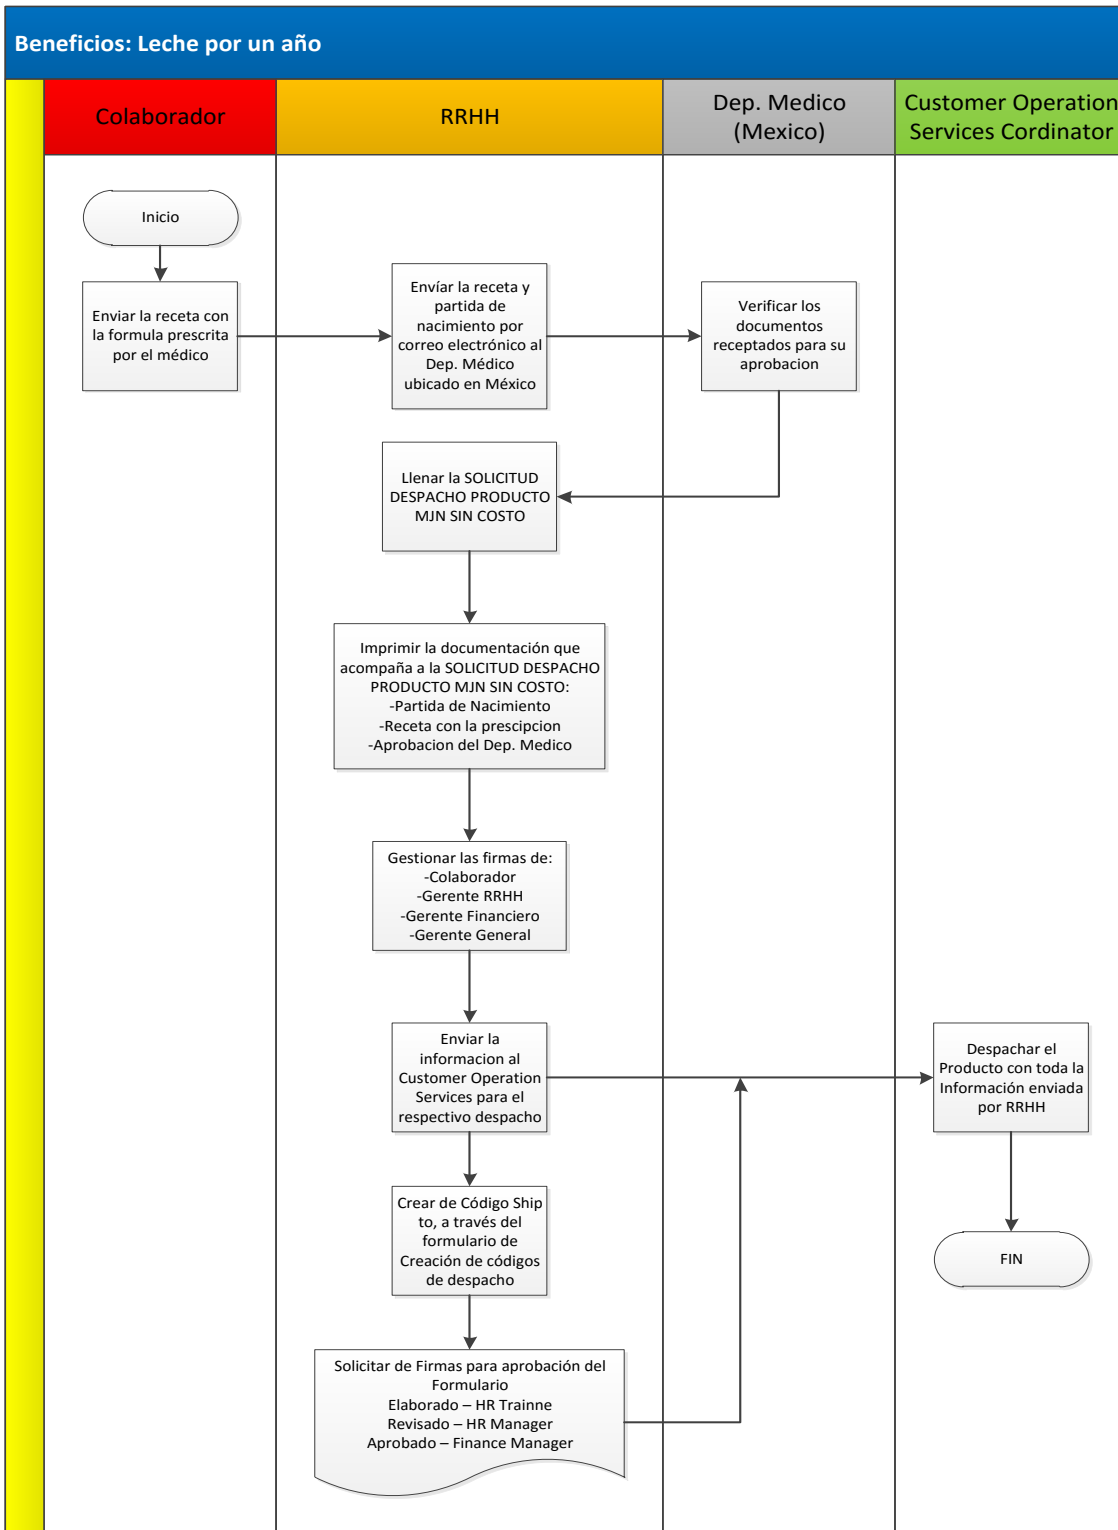 Beneficios: Leche por un año
Colaborador
RRHH
Dep. Medico
(Mexico)
Customer Operation
Services Cordinator
Inicio
Enviar la receta con
la formula prescrita
por el médico
Envíar la receta y
partida de
nacimiento por
correo electrónico al
Dep. Médico
ubicado en México
Verificar los
documentos
receptados para su
aprobacion
Llenar la SOLICITUD
DESPACHO PRODUCTO
MJN SIN COSTO
Imprimir la documentación que
acompaña a la SOLICITUD DESPACHO
PRODUCTO MJN SIN COSTO:
-Partida de Nacimiento
-Receta con la prescipcion
-Aprobacion del Dep. Medico
Gestionar las firmas de:
-Colaborador
-Gerente RRHH
-Gerente Financiero
-Gerente General
Enviar la
informacion al
Customer Operation
Services para el
respectivo despacho
Despachar el
Producto con toda la
Información enviada
por RRHH
Crear de Código Ship
to, a través del
formulario de
Creación de códigos
de despacho
FIN
Solicitar de Firmas para aprobación del
Formulario
Elaborado – HR Trainne
Revisado – HR Manager
Aprobado – Finance Manager